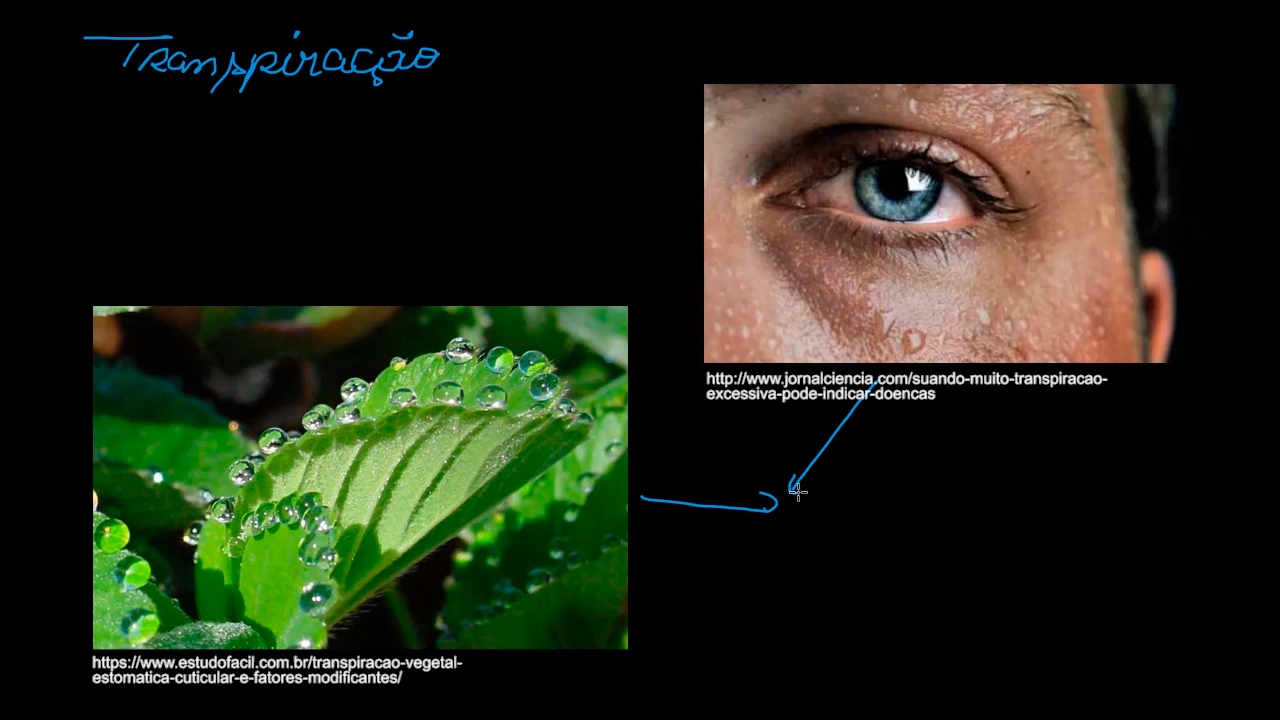 Transpiração
http://www.jornalciencia.com/suando-muito-transpiracao-
excessiva-pode-indicar-doencas
https://www.estudofacil.com.br/transpiracao-vegetal-
estomatica-cuticular-e-fatores-modificantes/